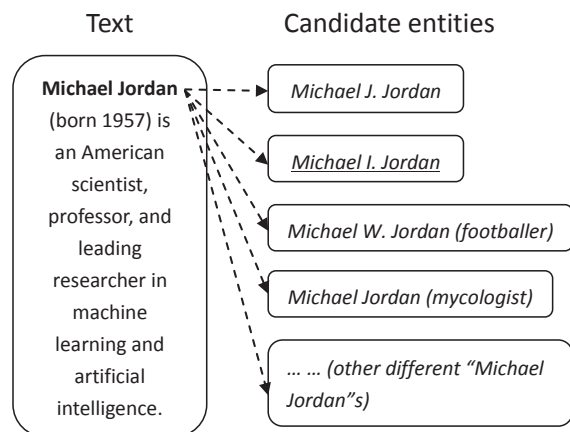 Text
Candidate entities
Michael Jordan
(born 1957) is
an American
scientist,
professor, and
leading
researcher in
machine
learning and
artificial
intelligence.
Michael J. Jordan
Michael I. Jordan
Michael W. Jordan (footballer)
Michael Jordan (mycologist)
... ... (other different “Michael
Jordan”s)